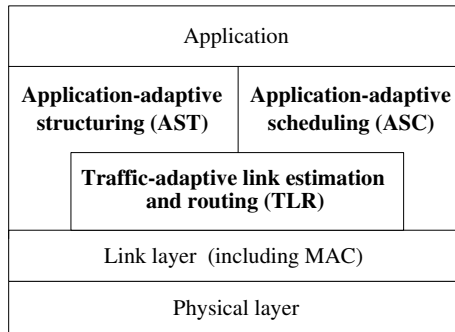 Application
Application-adaptive
structuring (AST)
Application-adaptive
scheduling (ASC)
Traffic-adaptive link estimation
and routing (TLR)
Link layer (including MAC)
Physical layer